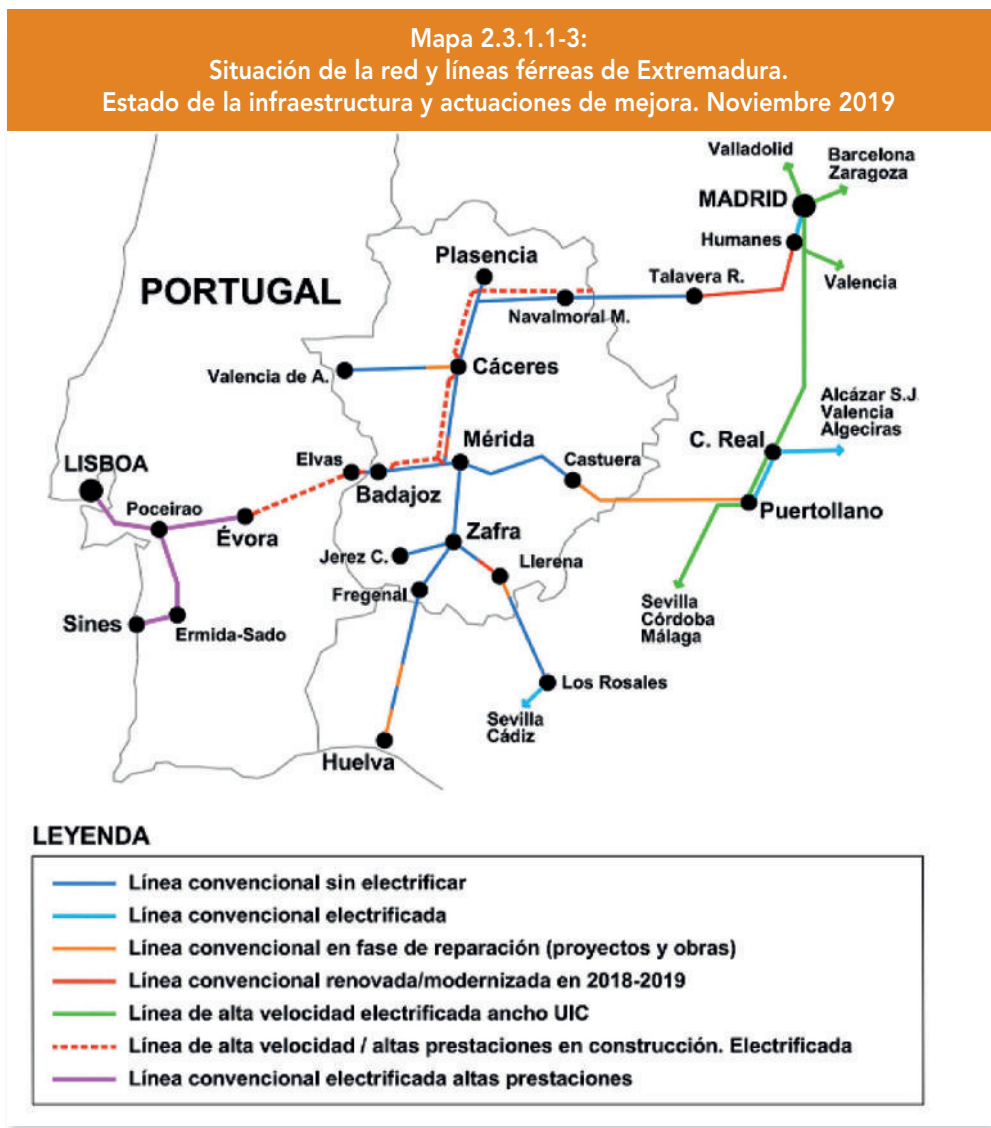 Mapa 2.3.1.1-3:
Situación de la red y líneas férreas de Extremadura.
Estado de la infraestructura y actuaciones de mejora. Noviembre 2019
Valladolid
Barcelona
Zaragoza
MADRID
Humanes
Valencia
Plasencia
Talavera R.
PORTUGAL
Navalmoral M.
Valencia de A.
Cáceres
Alcázar S.J.
Valencia
Algeciras
C. Real
Mérida
Castuera
LISBOA
Elvas
Badajoz
Puertollano
Poceirao
Évora
Zafra
Jerez C.
Llerena
Fregenal
Sines
Ermida-Sado
Sevilla
Córdoba
Málaga
Los Rosales
Sevilla
Cádiz
Huelva
LEYENDA
Línea convencional sin electrificar
Línea convencional electrificada
Línea convencional en fase de reparación (proyectos y obras)
Línea convencional renovada/modernizada en 2018-2019
Línea de alta velocidad electrificada ancho UIC
Línea de alta velocidad / altas prestaciones en construcción. Electrificada
Línea convencional electrificada altas prestaciones